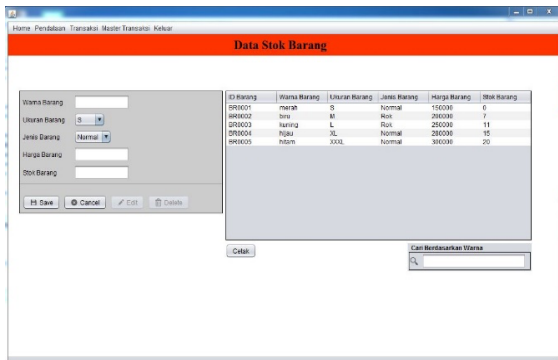 Home Pendataan Transaksi Master Transaksi Keluar
Data Stok Barang
Warna Barang
Ukuran Barang S
Jenis Barang Normal
Harga Barang
Stok Barang
Save Cancel Edit Delete
ID Barang Warna Barang Ukuran Barang Jenis Barang Harga Barang Stok Barang
BR0001 merah S Normal 150000 0
BR0002 biru M Rok 200000 7
BR0003 kuning L Rok 250000 11
BR0004 hijau XL Normal 280000 15
BR0005 hitam XXXL Normal 300000 20
Cetak
Cari Berdasarkan Warna